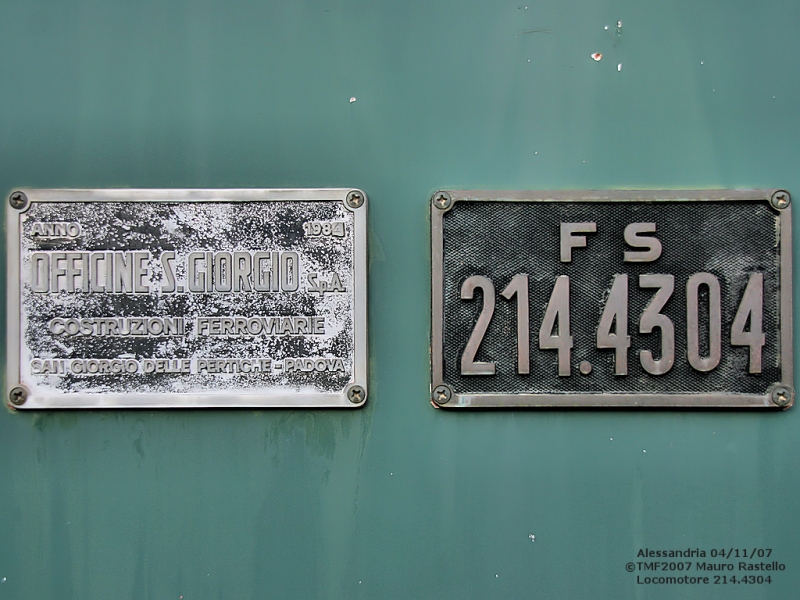 ANNO 1984
OFFICINE S. GIORGIO S.p.A.
COSTRUZIONI FERROVIARIE
SAN GIORGIO DELLE PERTICHE - PADOVA
FS
214.4304
Alessandria 04/11/07
©TMF2007 Mauro Rastello
Locomotore 214.4304